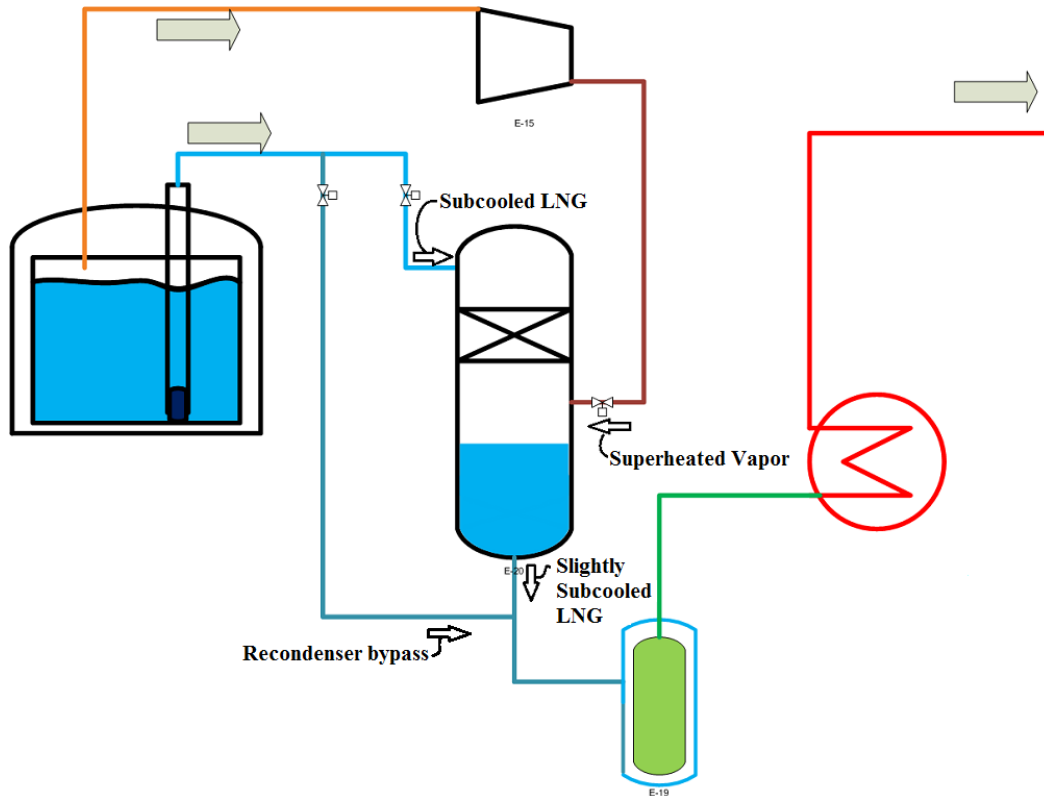 E-15
Subcooled LNG
Superheated Vapor
E-20
Slightly
Subcooled
LNG
Recondenser bypass
E-19